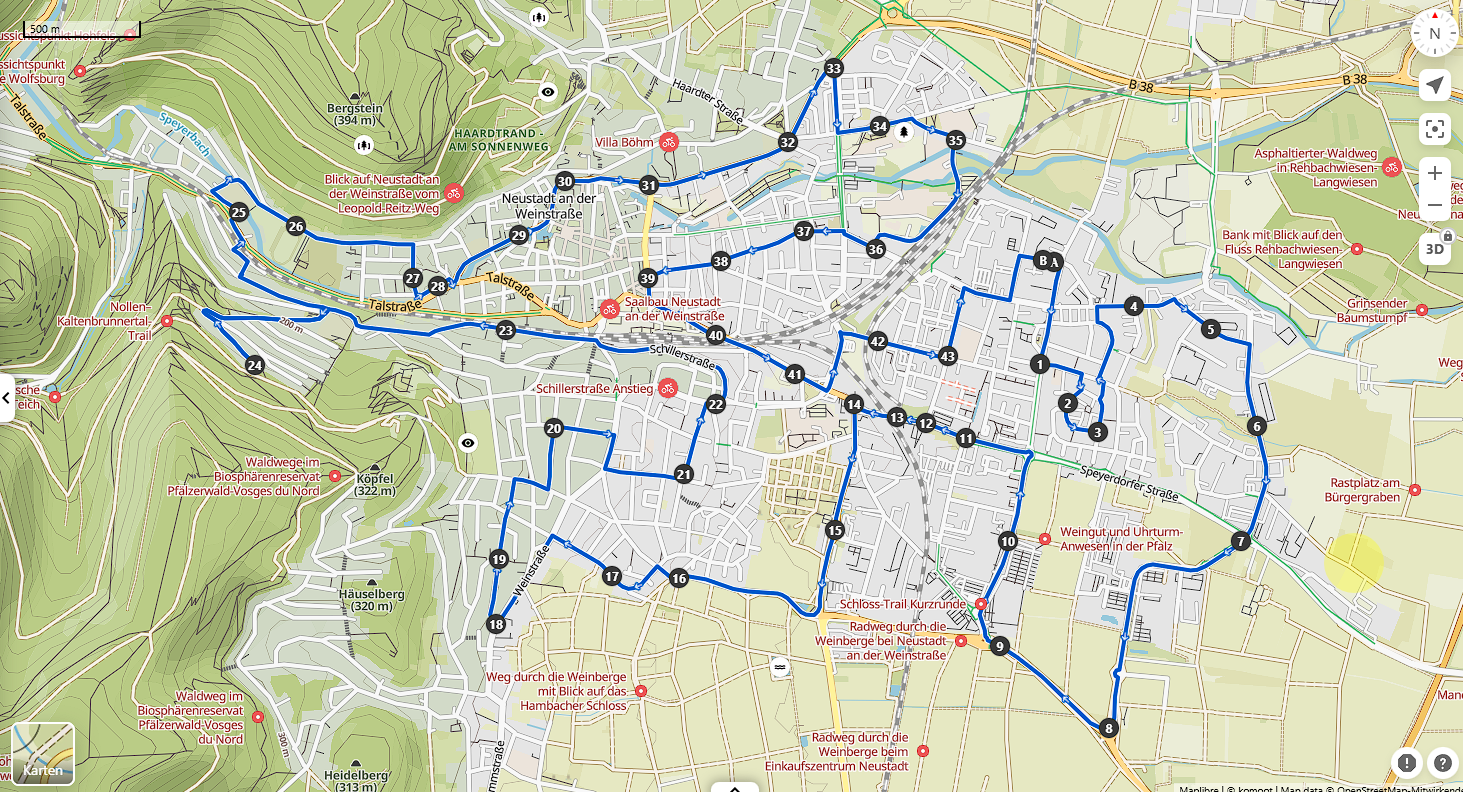 500 m
ussichtspunkt Hohfels
ssichtspunkt
e Wolfsburg
Talstraße
Speyerbach
Bergstein
(394 m)
HAARDTRAND -
AM SONNENWEG
Haardter Straße
Villa Böhm
B 38
B 38
N
3D
Blick auf Neustadt an
der Weinstraße vom
Leopold-Reitz-Weg
Neustadt an der
Weinstraße
Asphaltierter Waldweg
in Rehbachwiesen-
Langwiesen
Bank mit Blick auf den
Fluss Rehbachwiesen-
Langwiesen
Grinsender
Baumstumpf
Nollen-
Kaltenbrunnertal-
Trail
200 m
Talstraße
Talstraße
Saalbau Neustadt
an der Weinstraße
Schillerstraße
Schillerstraße Anstieg
sche
eich
Waldwege im
Biosphärenreservat
Pfälzerwald-Vosges du Nord
Köpfel
(322 m)
Speyerdorfer Straße
Rastplatz am
Bürgergraben
Weingut und Uhrturm-
Anwesen in der Pfalz
Häuselberg
(320 m)
Weinstraße
Schloss-Trail Kurzrunde
Radweg durch die
Weinberge bei Neustadt
an der Weinstraße
Weg durch die Weinberge
mit Blick auf das
Hambacher Schloss
Waldweg im
Biosphärenreservat
Pfälzerwald-Vosges
du Nord
300 m
Radweg durch die
Weinberge beim
Einkaufszentrum Neustadt
Heidelberg
(313 m)
mmstraße
Karten
Mane
Weg
S
B
A
1
2
3
4
5
6
7
8
9
10
11
12
13
14
15
16
17
18
19
20
21
22
23
24
25
26
27
28
29
30
31
32
33
34
35
36
37
38
39
40
41
42
43
Maplibre | © komoot | Map data © OpenStreetMap-Mitwirkende